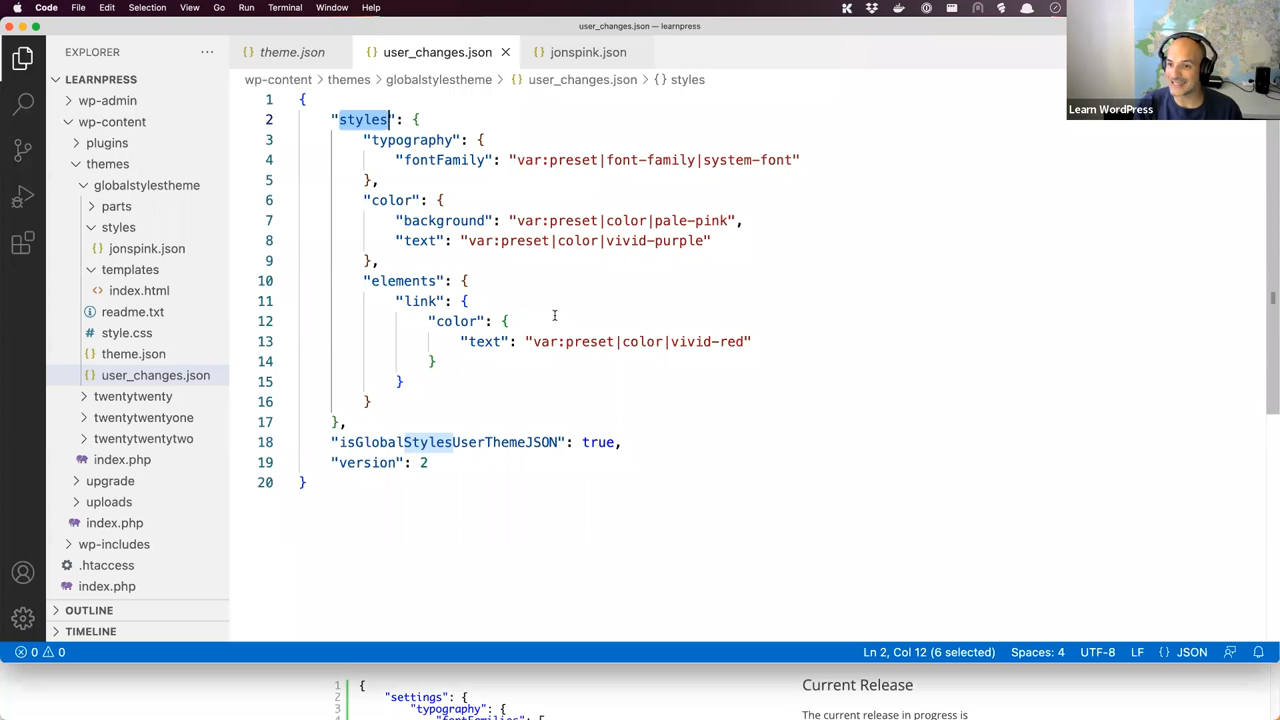 Code File Edit Selection View Go Run Terminal Window Help
user_changes.json — learnpress
EXPLORER
theme.json
user_changes.json
jonspink.json
LEARNPRESS
wp-content
themes
globalstylestheme
user_changes.json
styles
Learn WordPress
wp-admin
wp-content
plugins
themes
globalstylestheme
parts
styles
jonspink.json
templates
index.html
readme.txt
style.css
theme.json
user_changes.json
twentytwenty
twentytwentyone
twentytwentytwo
index.php
upgrade
uploads
index.php
wp-includes
.htaccess
index.php
OUTLINE
TIMELINE
1 {
2 "styles": {
3 "typography": {
4 "fontFamily": "var:preset|font-family|system-font"
5 },
6 "color": {
7 "background": "var:preset|color|pale-pink",
8 "text": "var:preset|color|vivid-purple"
9 },
10 "elements": {
11 "link": {
12 "color": {
13 "text": "var:preset|color|vivid-red"
14 }
15 }
16 }
17 },
18 "isGlobalStylesUserThemeJSON": true,
19 "version": 2
20 }
0 0 Ln 2, Col 12 (6 selected) Spaces: 4 UTF-8 LF {} JSON
1 {
2 "settings": {
3 "typography": {
"fontFamilies": [
Current Release
The current release in progress is